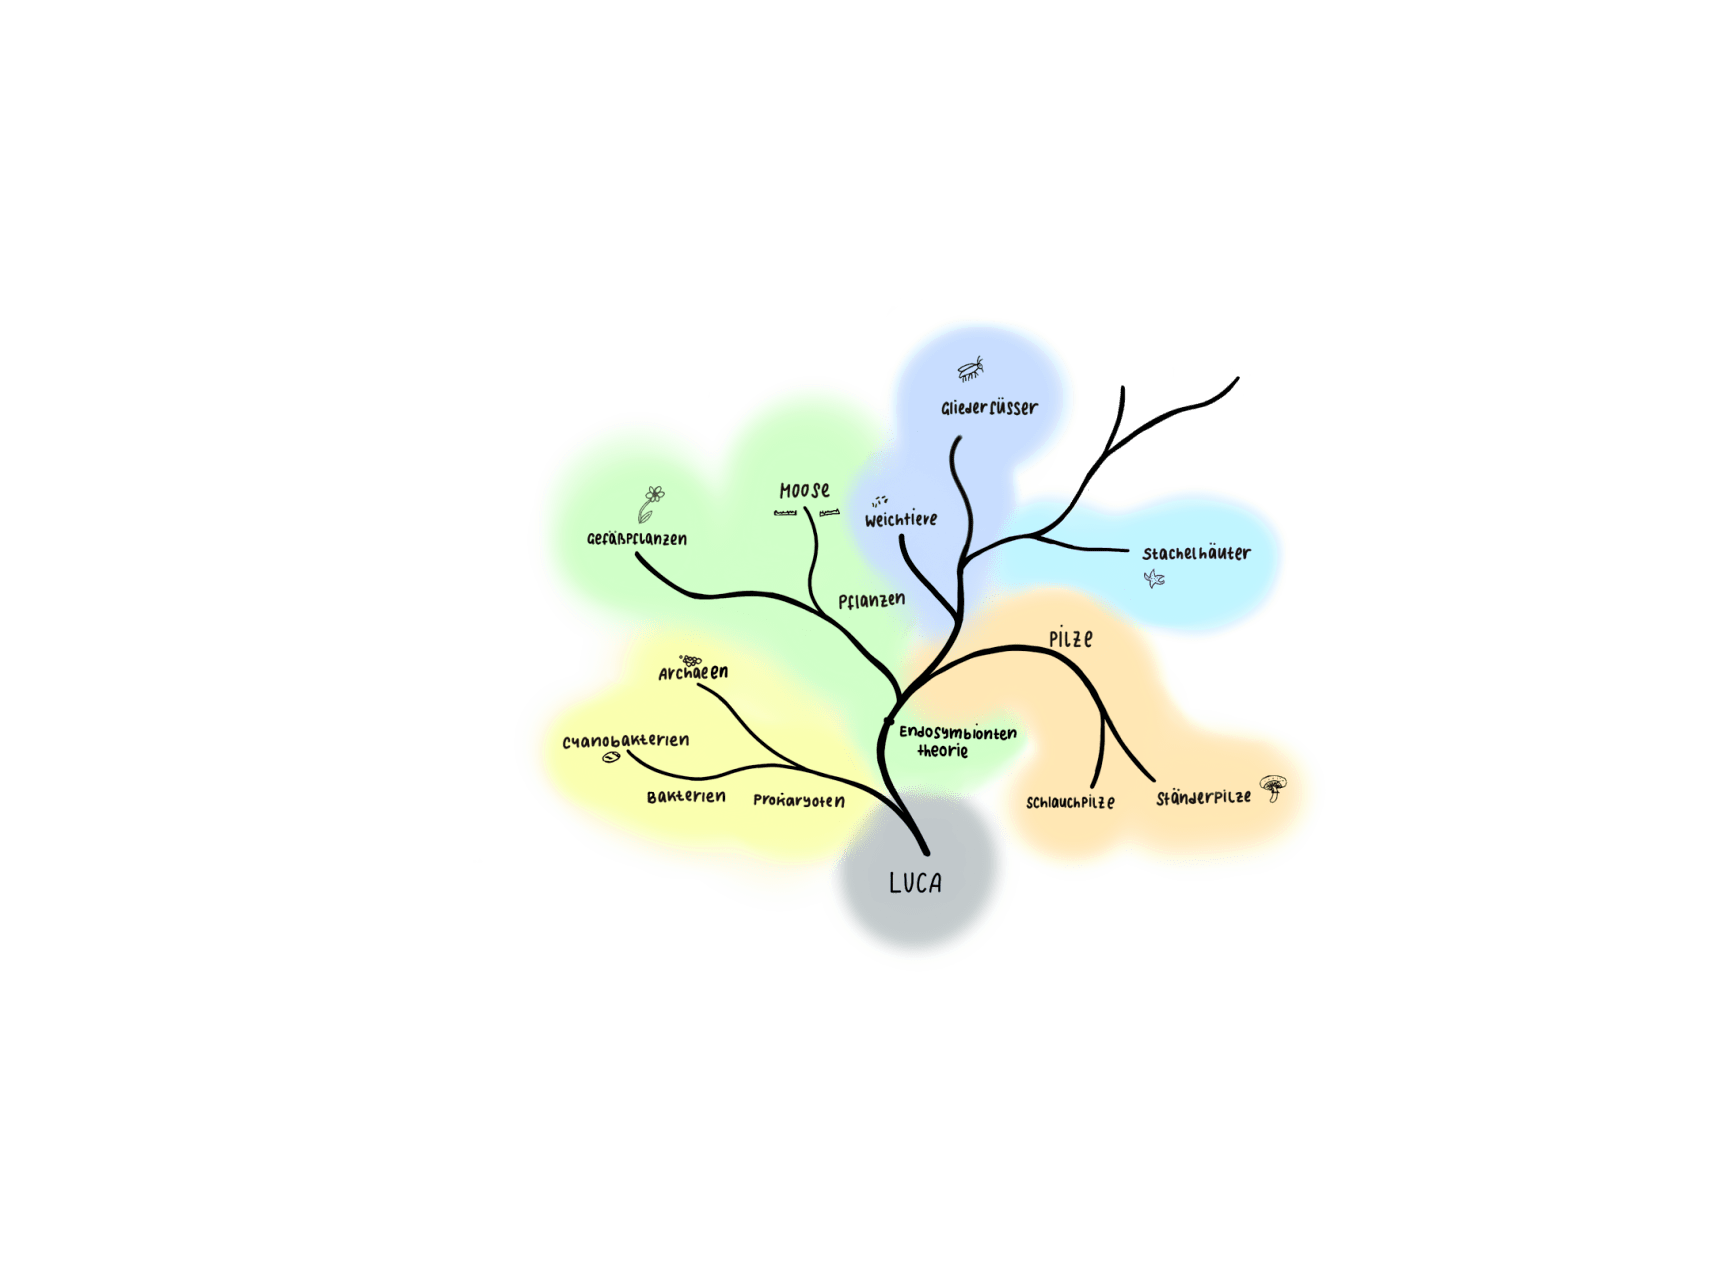 Gliederfüsser
Moose
Weichtiere
Gefäßpflanzen
Stachelhäuter
Pflanzen
Pilze
Archaeen
Cyanobakterien
Endosymbionten
theorie
Bakterien
Prokaryoten
Schlauchpilze
Ständerpilze
LUCA